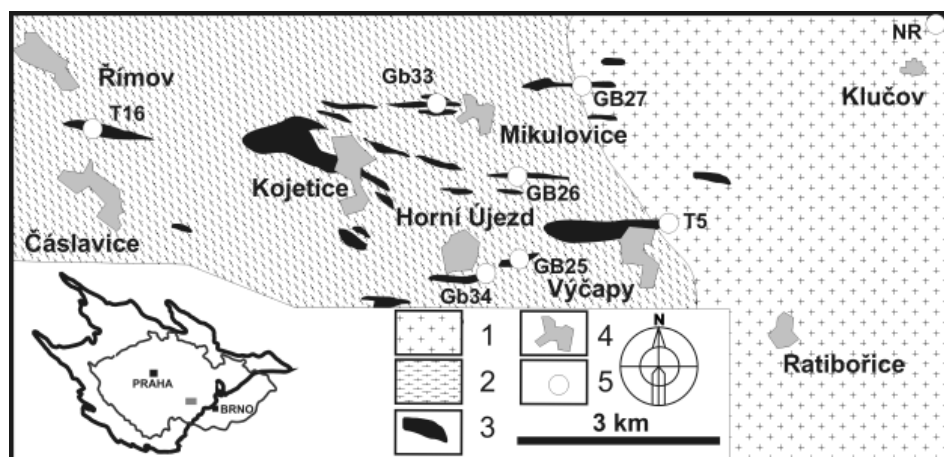 NR
Římov
Gb33
GB27
Klučov
T16
Mikulovice
Kojetice
GB26
Horní Újezd
T5
Čáslavice
GB25
Gb34
Výčapy
1
4
N
PRAHA
2
5
Ratibořice
BRNO
3
3 km